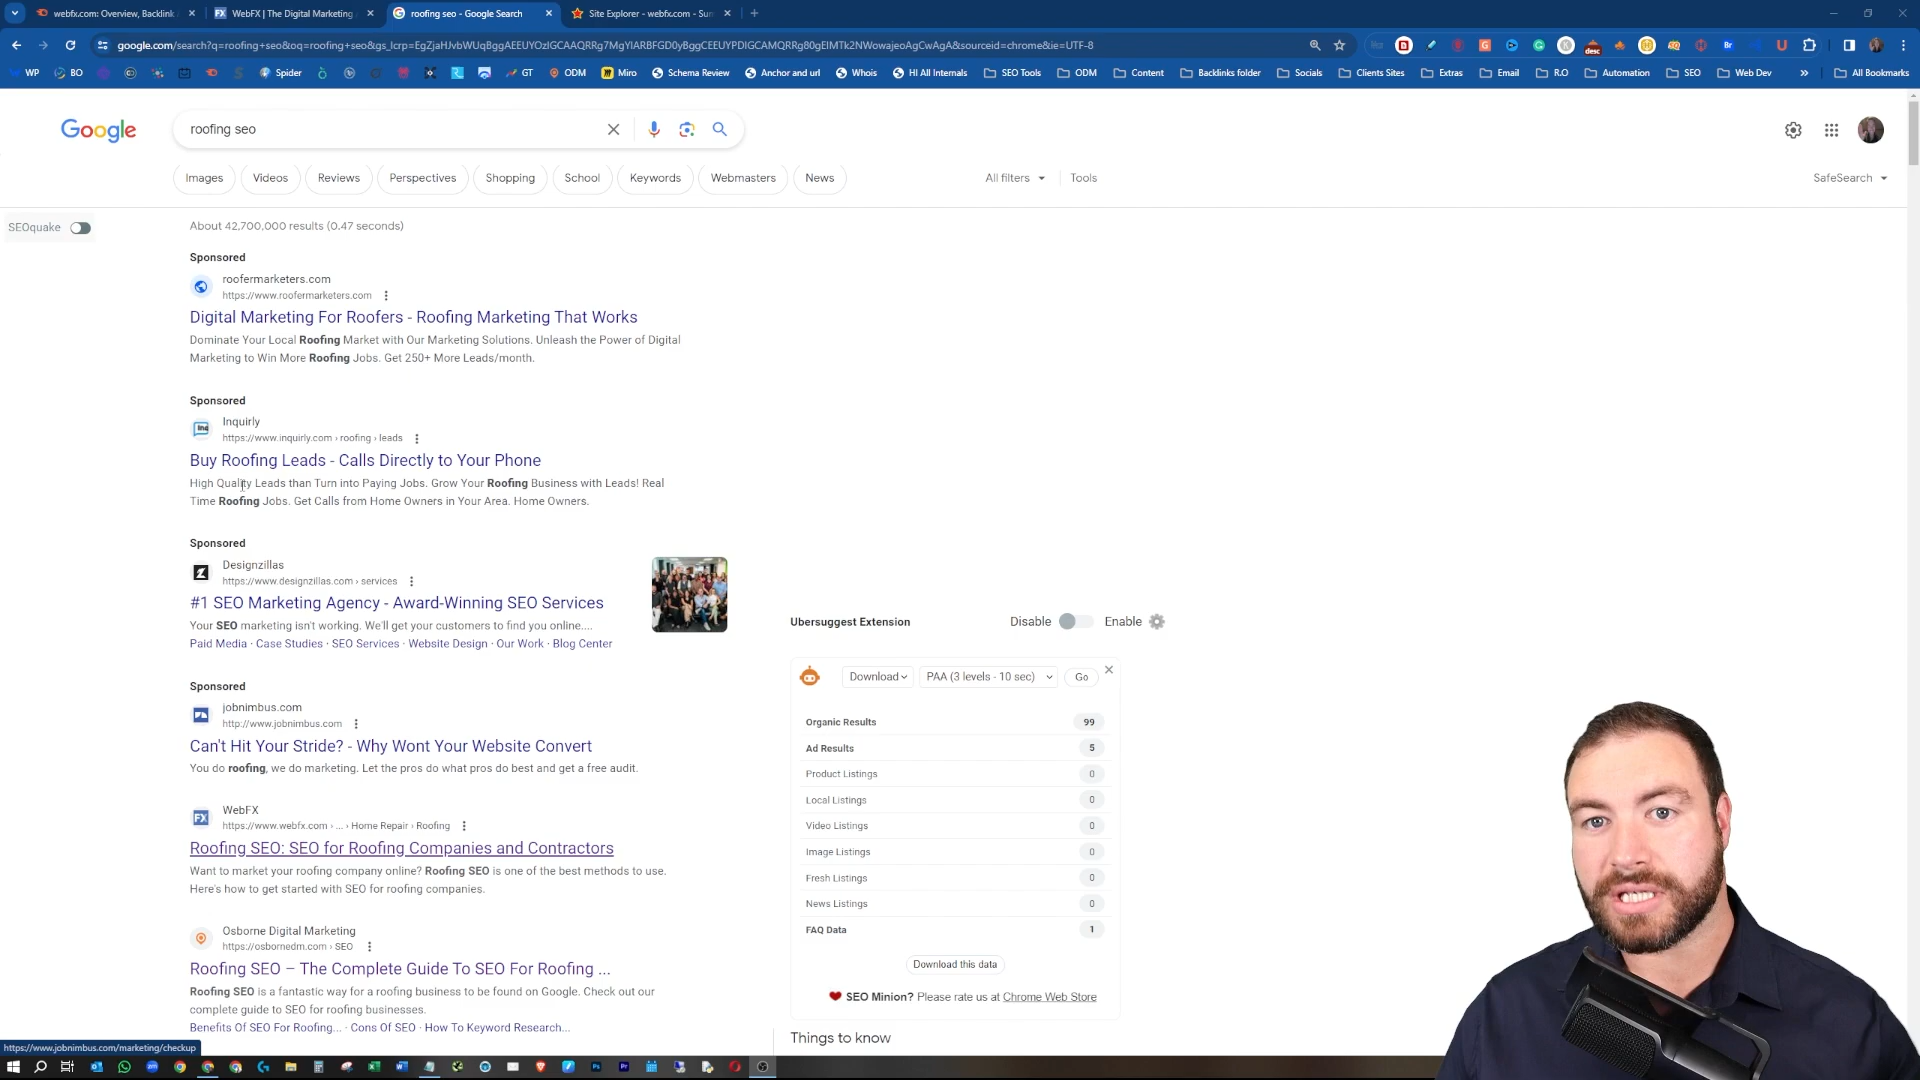 webfx.com: Overview, Backlink
WebFX | The Digital Marketing
roofing seo - Google Search
Site Explorer - webfx.com - Sum
google.com/search?q=roofing+seo&oq=roofing+seo&gs_lcrp=EgZjaHJvbWUqBggAEEUYOzIGCAAQRRg7MgYIARBFGD0yBggCEEUYPDIGCAMQRRg80gEIMTk2NWowajeoAgCwAgA&sourceid=chrome&ie=UTF-8
WP
BO
Spider
GT
ODM
Miro
Schema Review
Anchor and url
Whois
HI All Internals
SEO Tools
ODM
Content
Backlinks folder
Socials
Clients Sites
Extras
Email
R.O
Automation
SEO
Web Dev
All Bookmarks
Google
roofing seo
Images
Videos
Reviews
Perspectives
Shopping
School
Keywords
Webmasters
News
All filters
Tools
SafeSearch
SEOquake
About 42,700,000 results (0.47 seconds)
Sponsored
roofermarketers.com
https://www.roofermarketers.com
Digital Marketing For Roofers - Roofing Marketing That Works
Dominate Your Local Roofing Market with Our Marketing Solutions. Unleash the Power of Digital
Marketing to Win More Roofing Jobs. Get 250+ More Leads/month.
Sponsored
Inquirly
https://www.inquirly.com › roofing › leads
Buy Roofing Leads - Calls Directly to Your Phone
High Quality Leads than Turn into Paying Jobs. Grow Your Roofing Business with Leads! Real
Time Roofing Jobs. Get Calls from Home Owners in Your Area. Home Owners.
Sponsored
Designzillas
https://www.designzillas.com › services
#1 SEO Marketing Agency - Award-Winning SEO Services
Your SEO marketing isn't working. We'll get your customers to find you online....
Paid Media · Case Studies · SEO Services · Website Design · Our Work · Blog Center
Sponsored
jobnimbus.com
http://www.jobnimbus.com
Can't Hit Your Stride? - Why Wont Your Website Convert
You do roofing, we do marketing. Let the pros do what pros do best and get a free audit.
WebFX
https://www.webfx.com › ... › Home Repair › Roofing
Roofing SEO: SEO for Roofing Companies and Contractors
Want to market your roofing company online? Roofing SEO is one of the best methods to use.
Here's how to get started with SEO for roofing companies.
Osborne Digital Marketing
https://osbornedm.com › SEO
Roofing SEO – The Complete Guide To SEO For Roofing ...
Roofing SEO is a fantastic way for a roofing business to be found on Google. Check out our
complete guide to SEO for roofing businesses.
Benefits Of SEO For Roofing... · Cons Of SEO · How To Keyword Research...
Ubersuggest Extension
Disable
Enable
Download
PAA (3 levels - 10 sec)
Go
Organic Results 99
Ad Results 5
Product Listings 0
Local Listings 0
Video Listings 0
Image Listings 0
Fresh Listings 0
News Listings 0
FAQ Data 1
Download this data
SEO Minion? Please rate us at Chrome Web Store
Things to know
https://www.jobnimbus.com/marketing/checkup